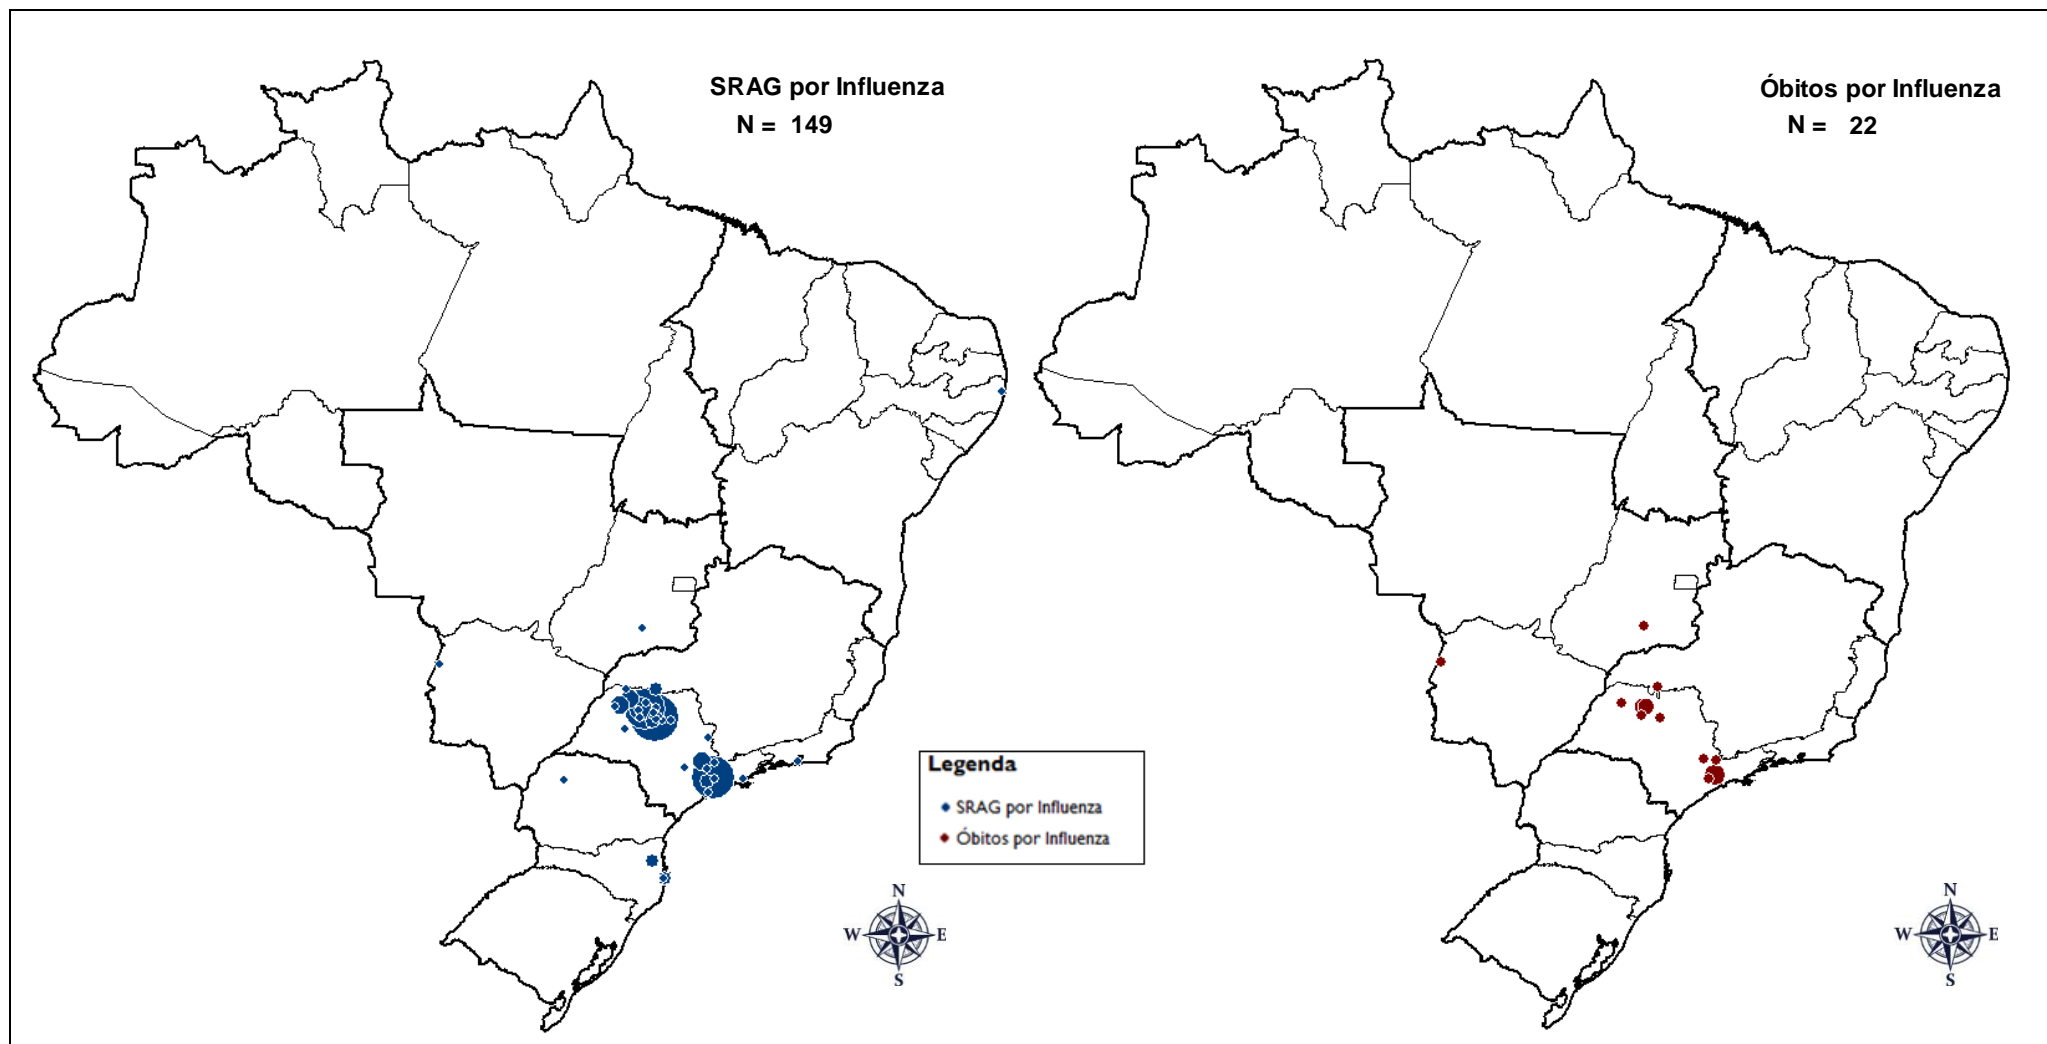 SRAG por Influenza
N = 149
Óbitos por Influenza
N = 22
Legenda
SRAG por Influenza
Óbitos por Influenza
N
W E
S
N
W E
S